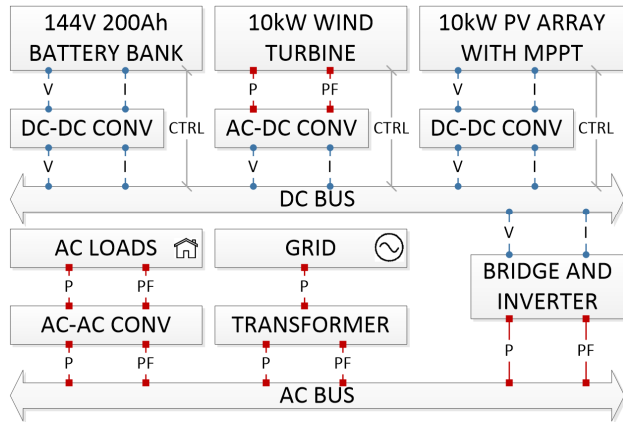 144V 200Ah
BATTERY BANK
10kW WIND
TURBINE
10kW PV ARRAY
WITH MPPT
V I
P PF
V I
DC-DC CONV
CTRL
AC-DC CONV
CTRL
DC-DC CONV
CTRL
V I
V I
V I
DC BUS
AC LOADS
GRID
V I
P PF
P
BRIDGE AND
INVERTER
AC-AC CONV
TRANSFORMER
P PF
P PF
P PF
AC BUS